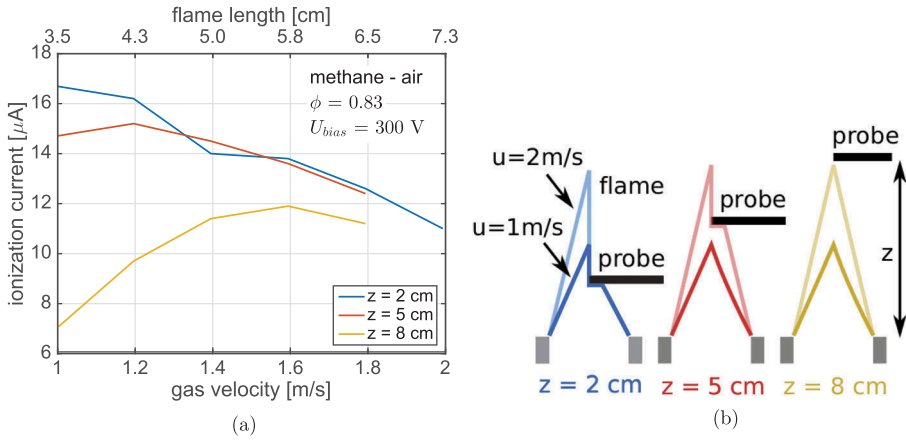 flame length [cm]
3.5 4.3 5.0 5.8 6.5 7.3
18
16
14
12
10
8
6
ionization current [μA]
methane - air
ϕ = 0.83
U_bias = 300 V
z = 2 cm
z = 5 cm
z = 8 cm
1 1.2 1.4 1.6 1.8 2
gas velocity [m/s]
(a)
u=2m/s
flame
u=1m/s
probe
probe
probe
z
z = 2 cm z = 5 cm z = 8 cm
(b)